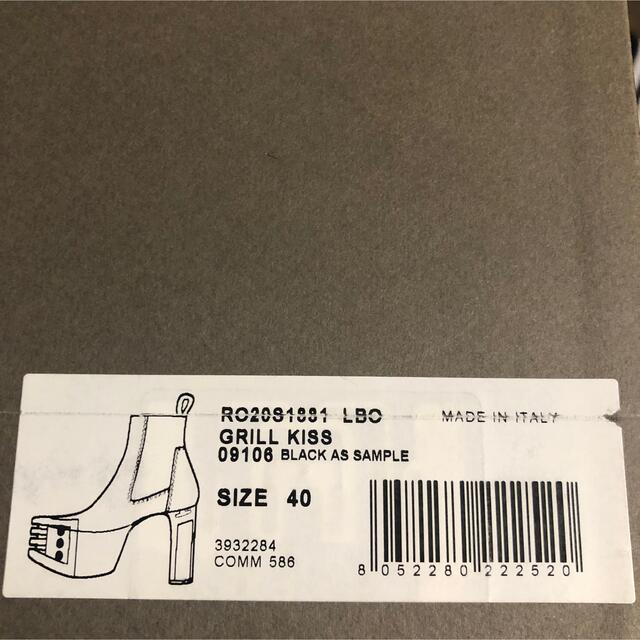 RO20S1881 LBO MADE IN ITALY
GRILL KISS
09106 BLACK AS SAMPLE
SIZE 40
3932284
COMM 586
8 052280 222520